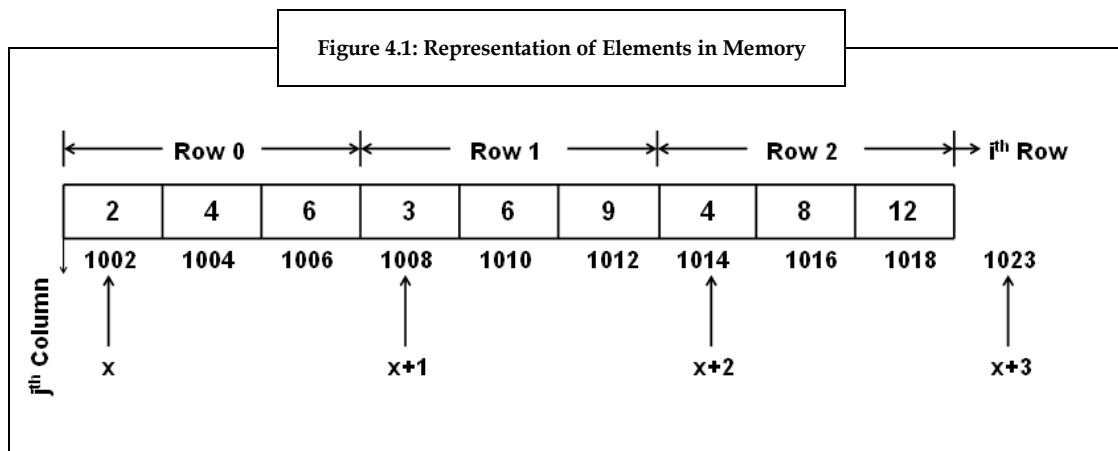 Figure 4.1: Representation of Elements in Memory
Row 0 Row 1 Row 2 ith Row
2 4 6 3 6 9 4 8 12
1002 1004 1006 1008 1010 1012 1014 1016 1018 1023
jth Column
x x+1 x+2 x+3